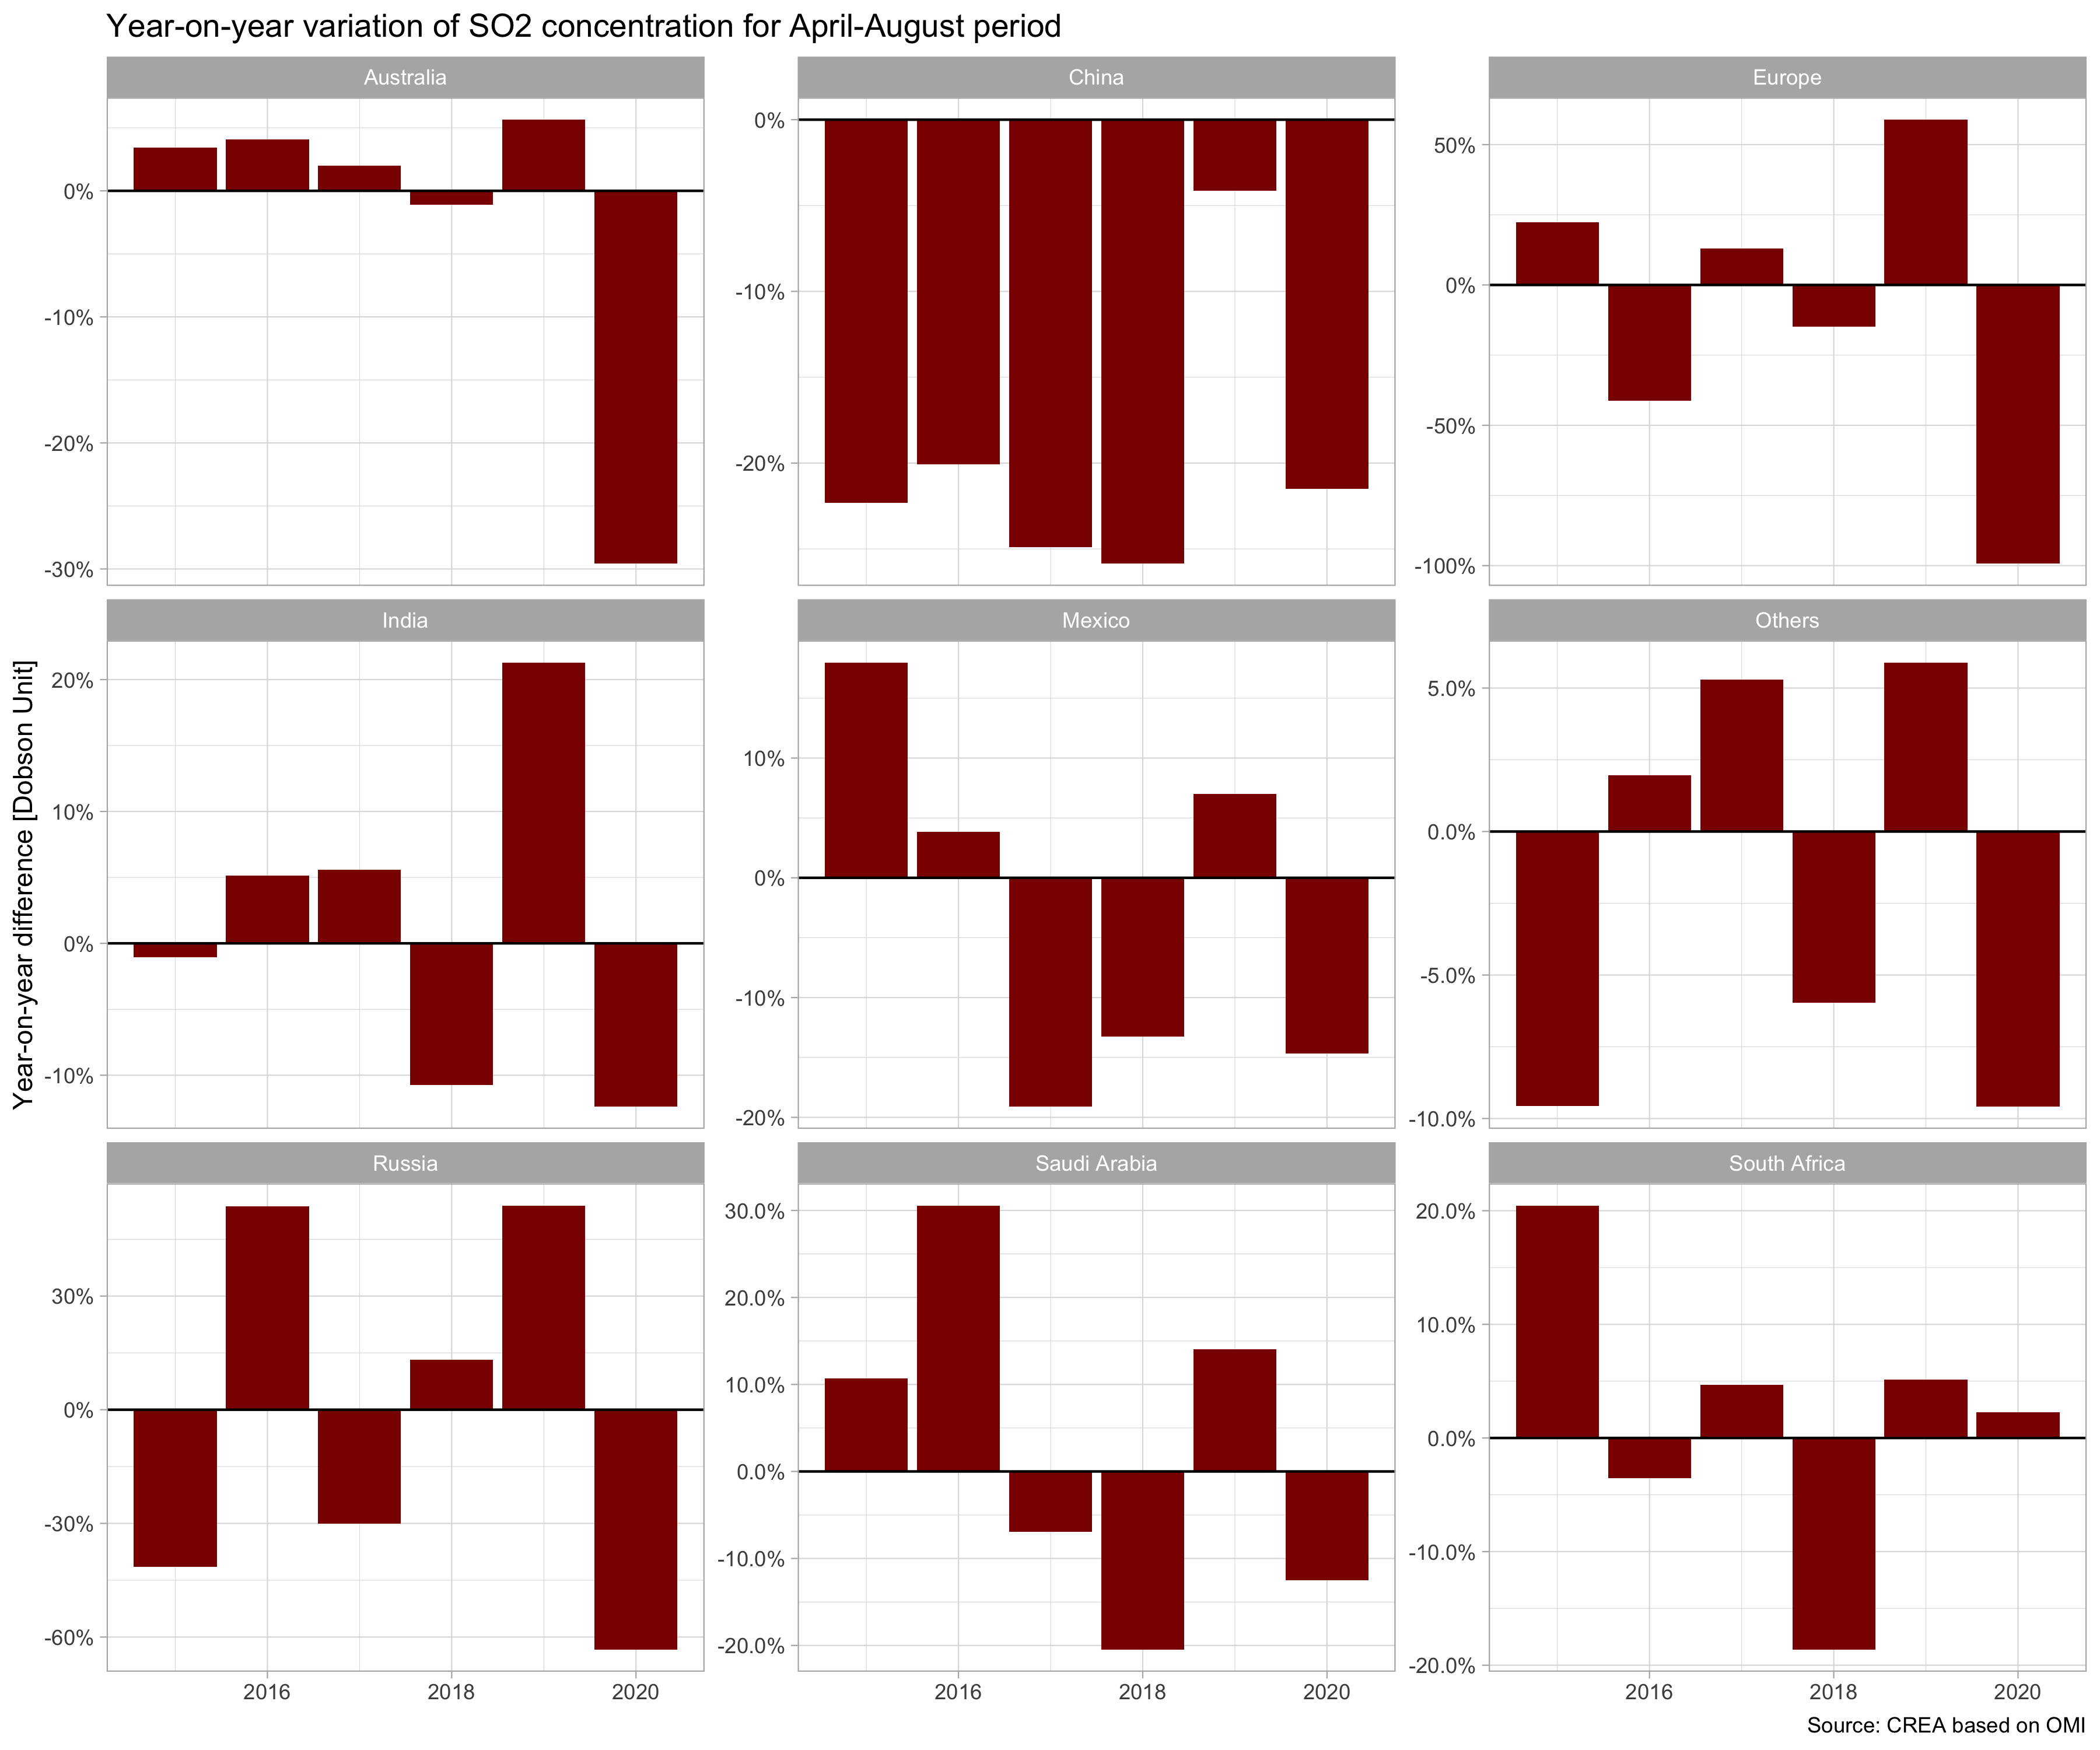 Year-on-year variation of SO2 concentration for April-August period
Australia
China
Europe
0%
-10%
-20%
-30%
0%
-10%
-20%
50%
0%
-50%
-100%
India
Mexico
Others
20%
10%
0%
-10%
10%
0%
-10%
-20%
5.0%
0.0%
-5.0%
-10.0%
Year-on-year difference [Dobson Unit]
Russia
Saudi Arabia
South Africa
30%
0%
-30%
-60%
30.0%
20.0%
10.0%
0.0%
-10.0%
-20.0%
20.0%
10.0%
0.0%
-10.0%
-20.0%
2016 2018 2020
2016 2018 2020
2016 2018 2020
Source: CREA based on OMI